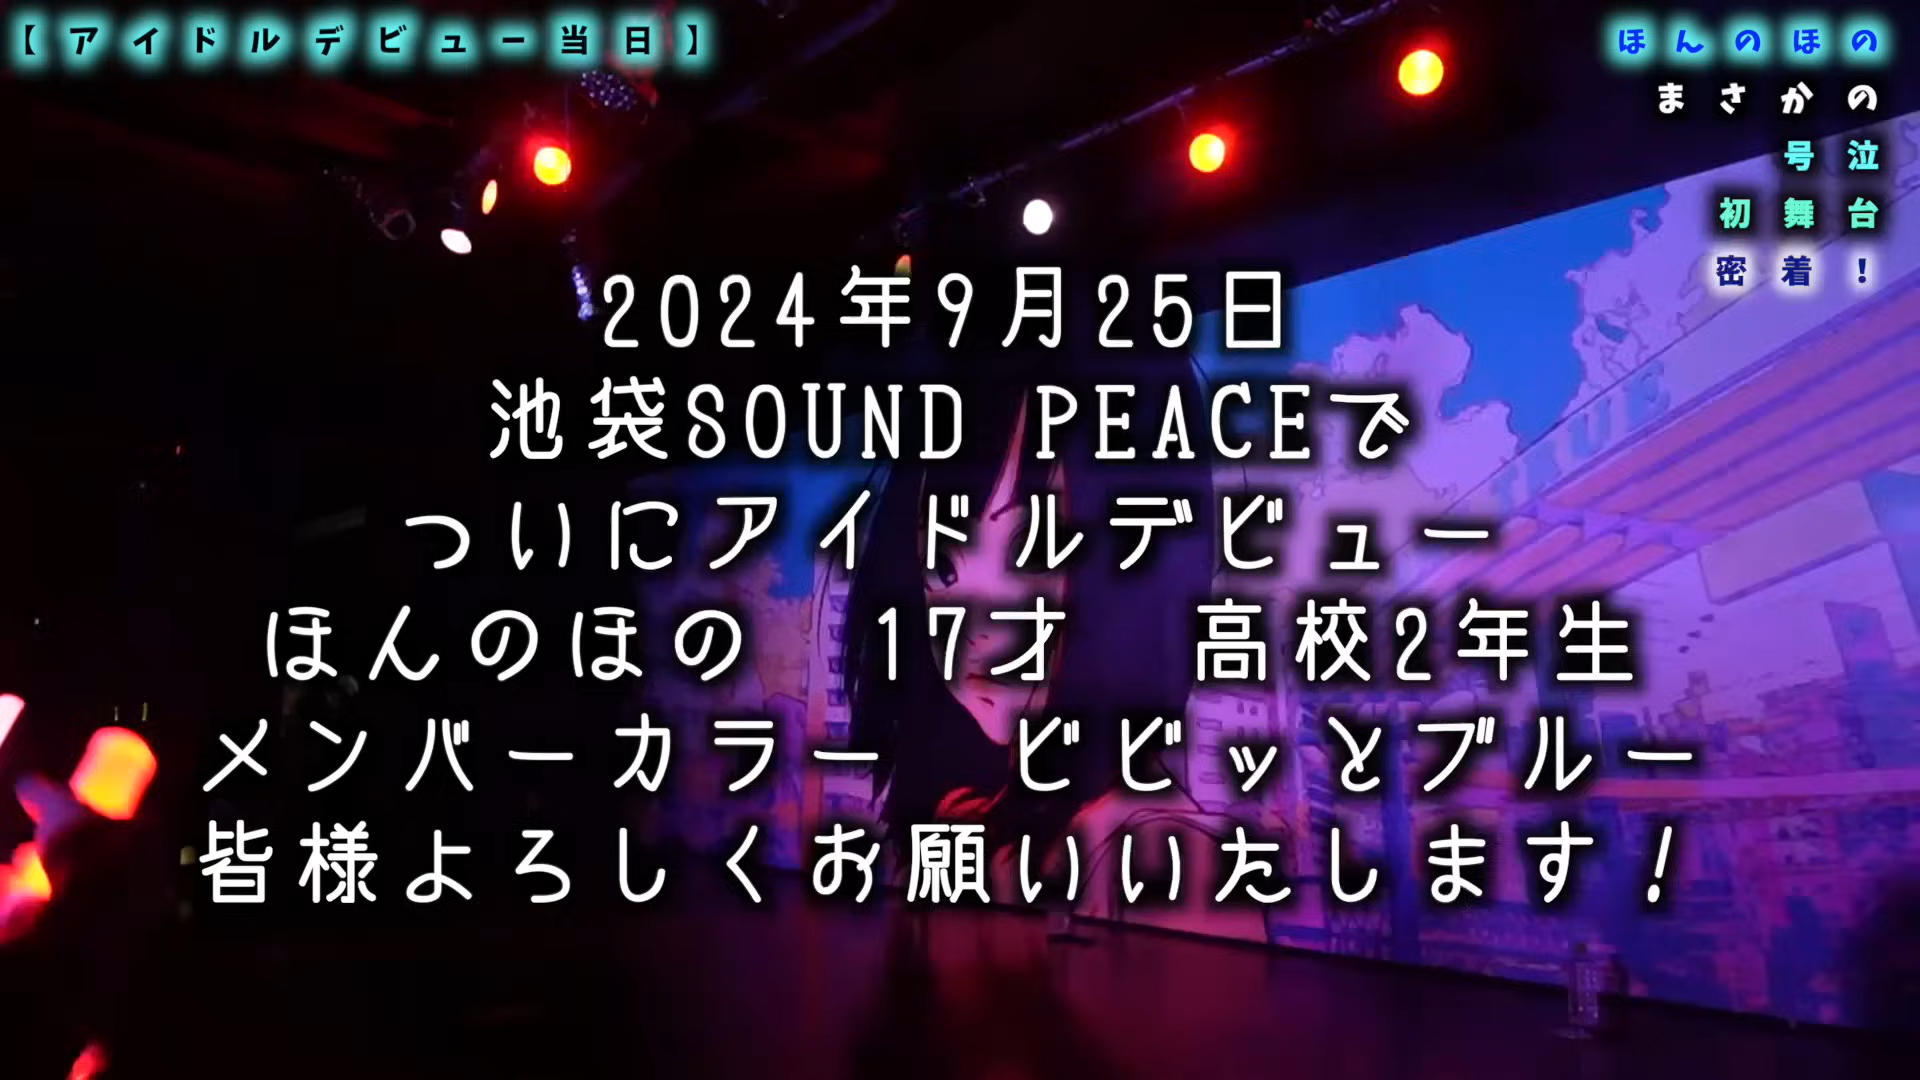 【アイドルデビュー当日】
ほんのほの
まさかの
号泣
初舞台
密着！
2024年9月25日
池袋SOUND PEACEで
ついにアイドルデビュー
ほんのほの　17才　高校2年生
メンバーカラー　ビビッとブルー
皆様よろしくお願いいたします！